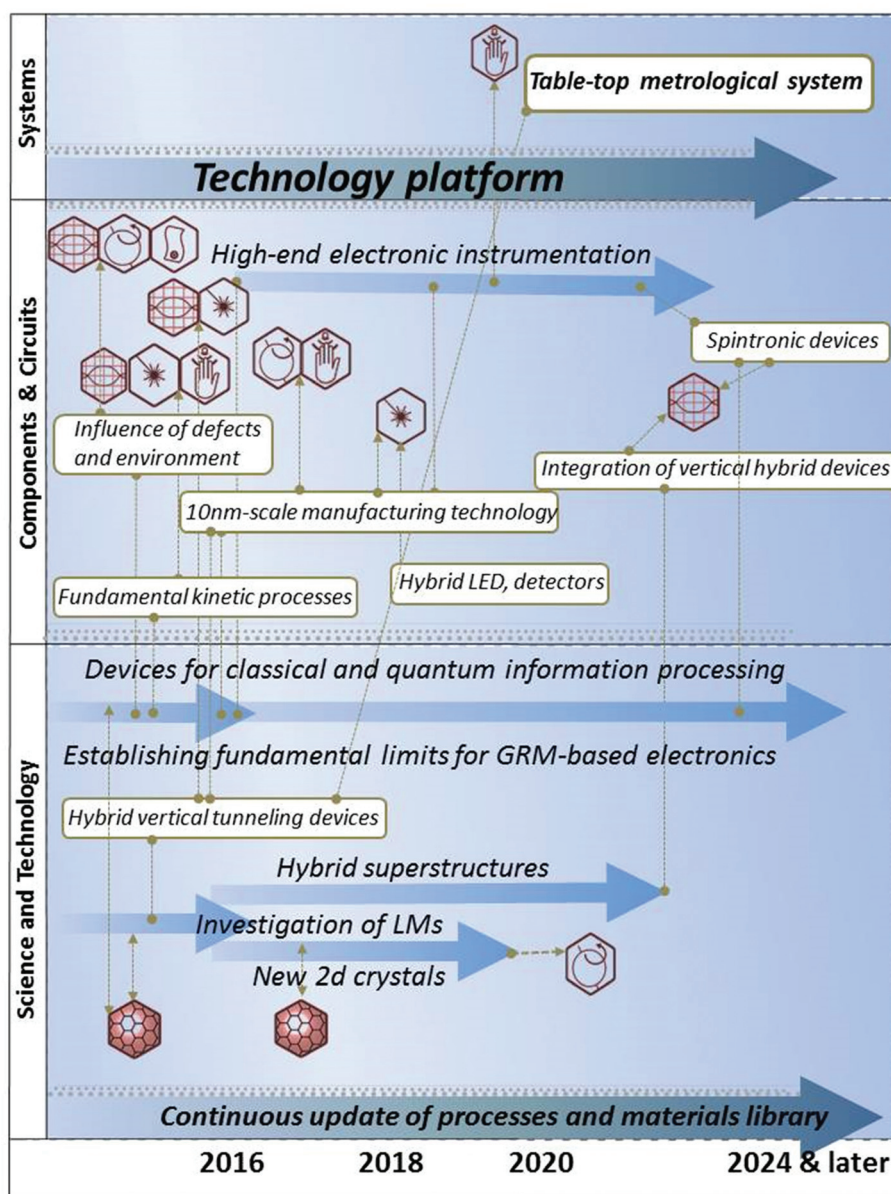 Systems
Table-top metrological system
Technology platform
Components & Circuits
High-end electronic instrumentation
Spintronic devices
Influence of defects
and environment
Integration of vertical hybrid devices
10nm-scale manufacturing technology
Hybrid LED, detectors
Fundamental kinetic processes
Science and Technology
Devices for classical and quantum information processing
Establishing fundamental limits for GRM-based electronics
Hybrid vertical tunneling devices
Hybrid superstructures
Investigation of LMs
New 2d crystals
Continuous update of processes and materials library
2016 2018 2020 2024 & later